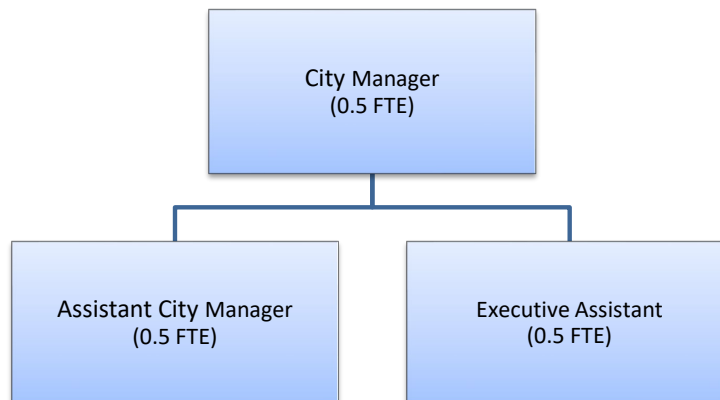 City Manager
(0.5 FTE)
Assistant City Manager
(0.5 FTE)
Executive Assistant
(0.5 FTE)